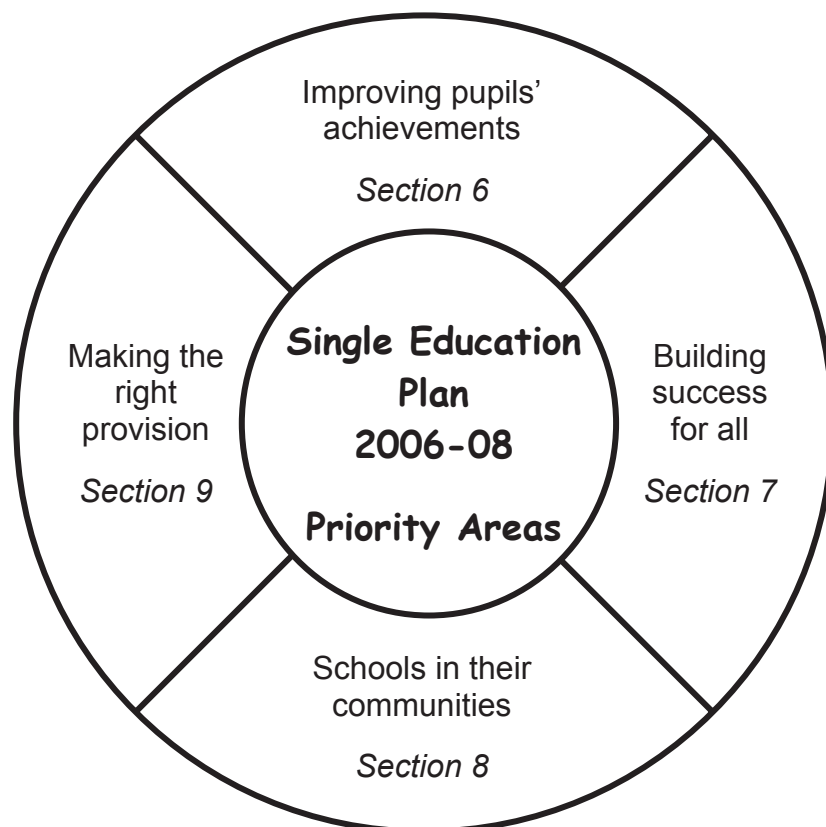 Improving pupils’
achievements
Section 6
Making the
right
provision
Section 9
Single Education
Plan
2006-08
Priority Areas
Building
success
for all
Section 7
Schools in their
communities
Section 8